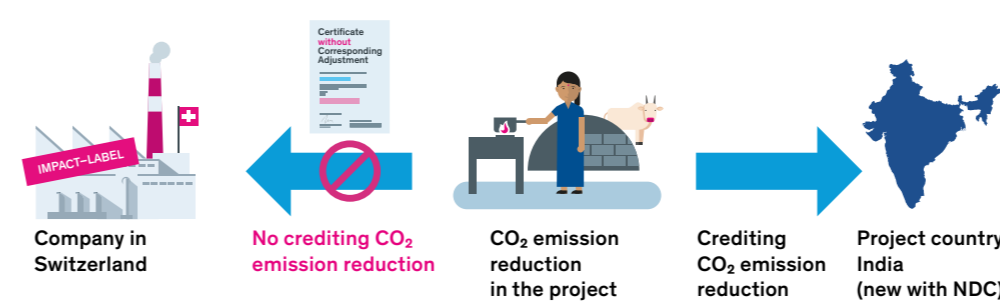 Certificate
without
Corresponding
Adjustment
IMPACT–LABEL
Company in
Switzerland
No crediting CO₂
emission reduction
CO₂ emission
reduction
in the project
Crediting
CO₂ emission
reduction
Project country
India
(new with NDC)